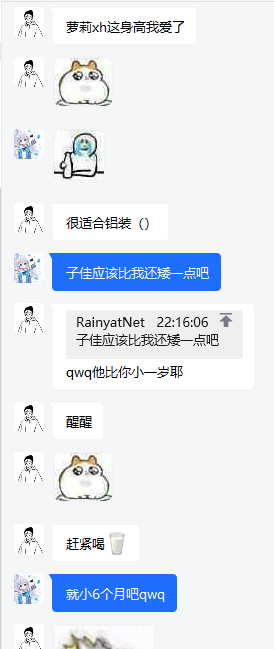 萝莉xh这身高我爱了
很适合铝装（）
子佳应该比我还矮一点吧
RainyatNet 22:16:06
子佳应该比我还矮一点吧
qwq他比你小一岁耶
醒醒
赶紧喝🥛
就小6个月吧qwq